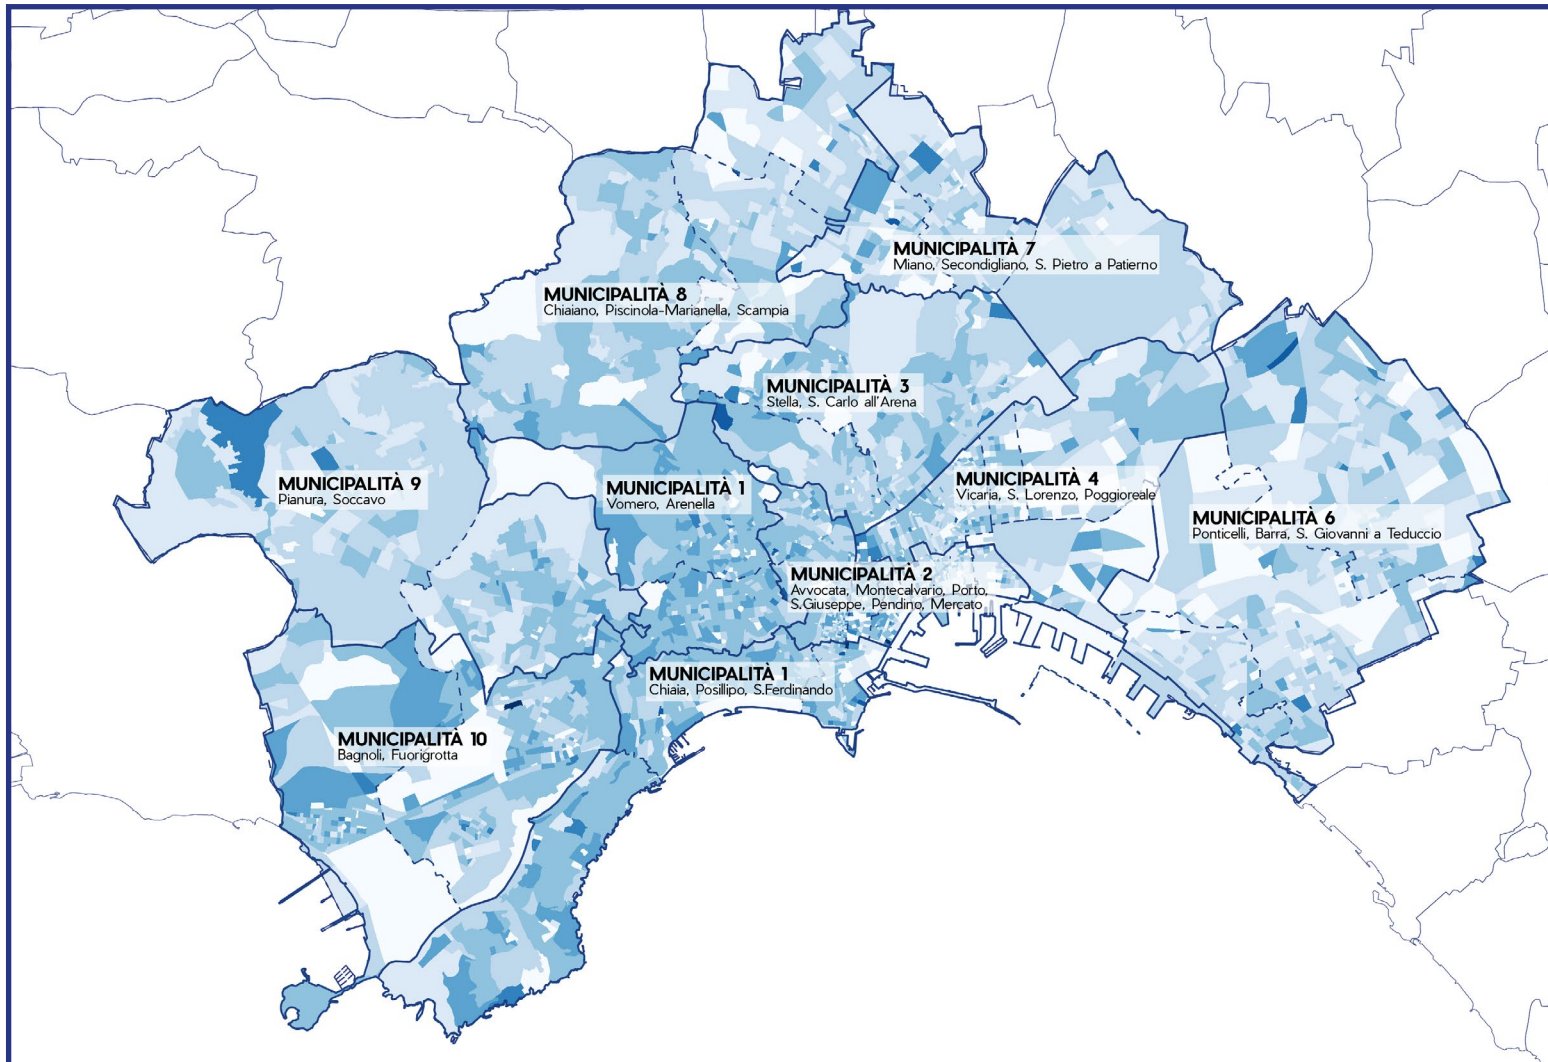 MUNICIPALITÀ 7
Miano, Secondigliano, S. Pietro a Patierno
MUNICIPALITÀ 8
Chiaiano, Piscinola-Marianella, Scampia
MUNICIPALITÀ 3
Stella, S. Carlo all'Arena
MUNICIPALITÀ 9
Pianura, Soccavo
MUNICIPALITÀ 1
Vomero, Arenella
MUNICIPALITÀ 4
Vicaria, S. Lorenzo, Poggioreale
MUNICIPALITÀ 6
Ponticelli, Barra, S. Giovanni a Teduccio
MUNICIPALITÀ 2
Avvocata, Montecalvario, Porto,
S.Giuseppe, Pendino, Mercato
MUNICIPALITÀ 1
Chiaia, Posillipo, S.Ferdinando
MUNICIPALITÀ 10
Bagnoli, Fuorigrotta